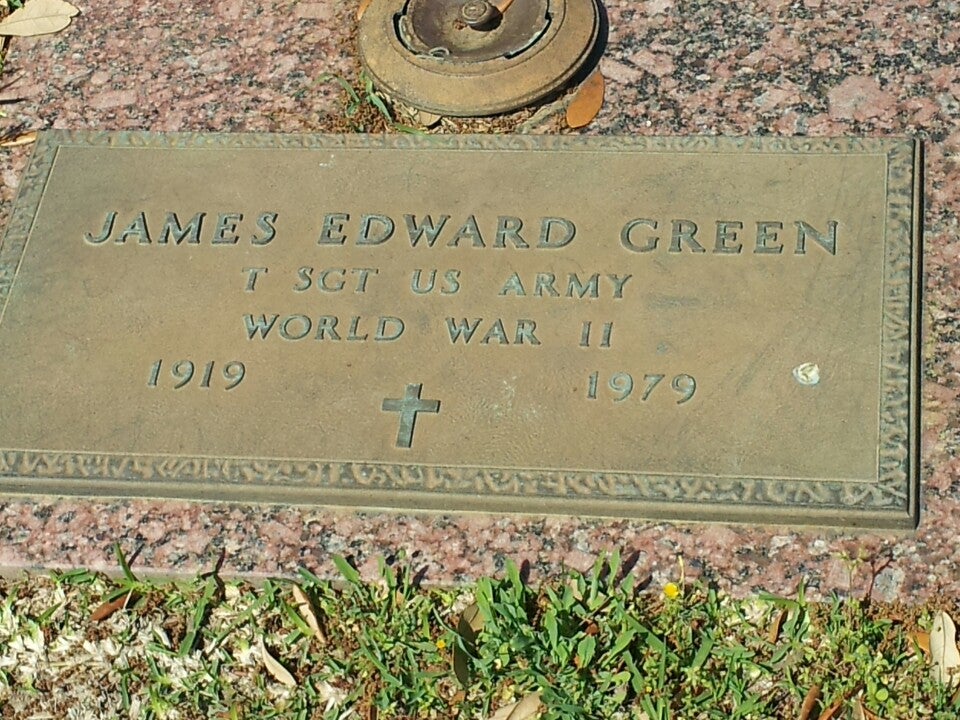 JAMES EDWARD GREEN
T SGT US ARMY
WORLD WAR II
1919 1979